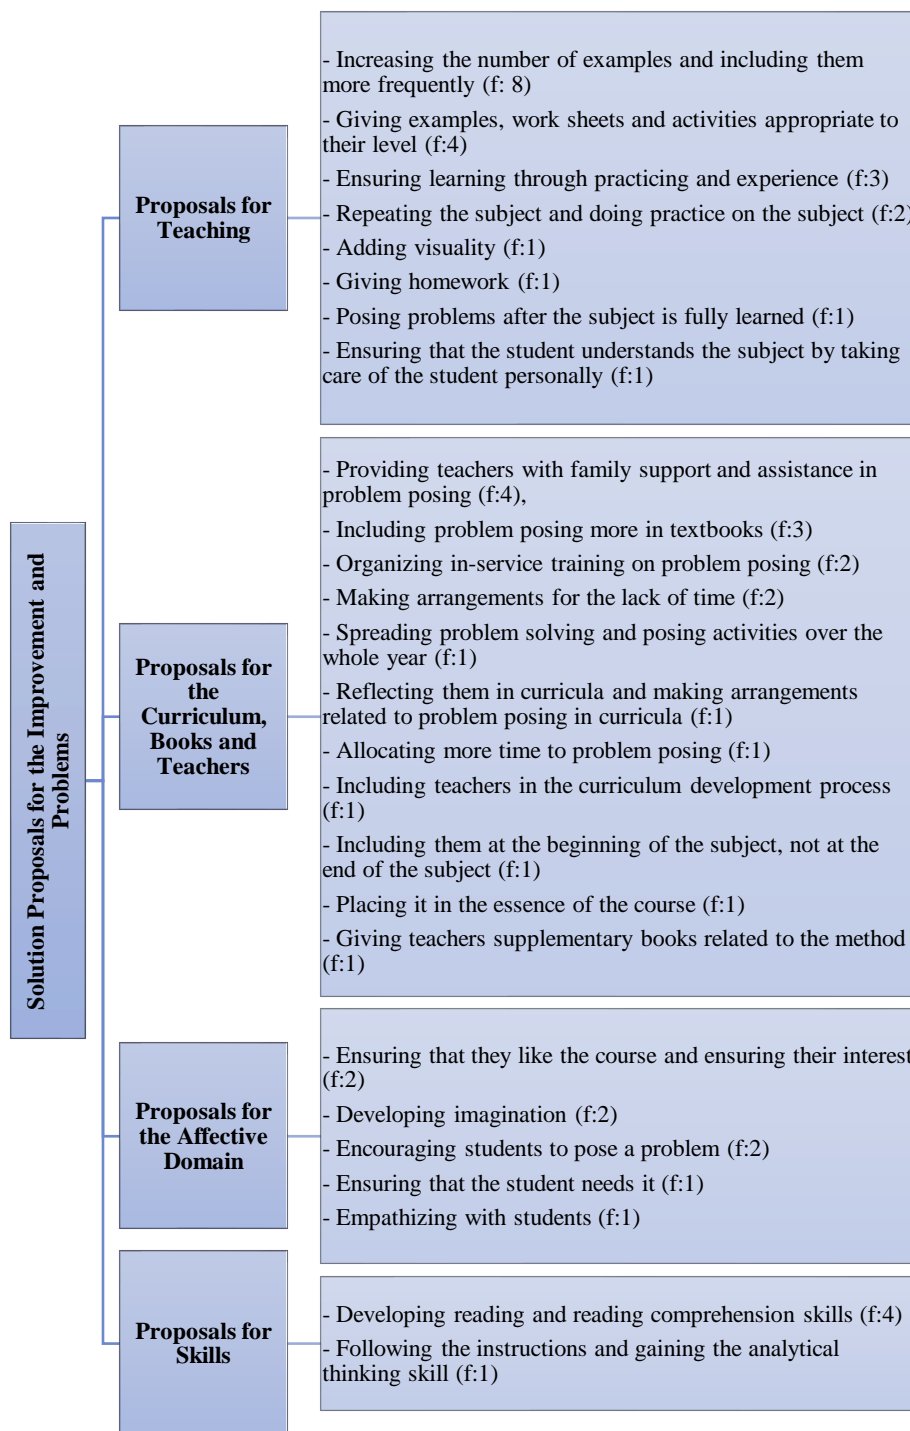 Solution Proposals for the Improvement and
Problems
Proposals for
Teaching
- Increasing the number of examples and including them
more frequently (f: 8)
- Giving examples, work sheets and activities appropriate to
their level (f:4)
- Ensuring learning through practicing and experience (f:3)
- Repeating the subject and doing practice on the subject (f:2)
- Adding visuality (f:1)
- Giving homework (f:1)
- Posing problems after the subject is fully learned (f:1)
- Ensuring that the student understands the subject by taking
care of the student personally (f:1)
Proposals for
the
Curriculum,
Books and
Teachers
- Providing teachers with family support and assistance in
problem posing (f:4),
- Including problem posing more in textbooks (f:3)
- Organizing in-service training on problem posing (f:2)
- Making arrangements for the lack of time (f:2)
- Spreading problem solving and posing activities over the
whole year (f:1)
- Reflecting them in curricula and making arrangements
related to problem posing in curricula (f:1)
- Allocating more time to problem posing (f:1)
- Including teachers in the curriculum development process
(f:1)
- Including them at the beginning of the subject, not at the
end of the subject (f:1)
- Placing it in the essence of the course (f:1)
- Giving teachers supplementary books related to the method
(f:1)
Proposals for
the Affective
Domain
- Ensuring that they like the course and ensuring their interest
(f:2)
- Developing imagination (f:2)
- Encouraging students to pose a problem (f:2)
- Ensuring that the student needs it (f:1)
- Empathizing with students (f:1)
Proposals for
Skills
- Developing reading and reading comprehension skills (f:4)
- Following the instructions and gaining the analytical
thinking skill (f:1)